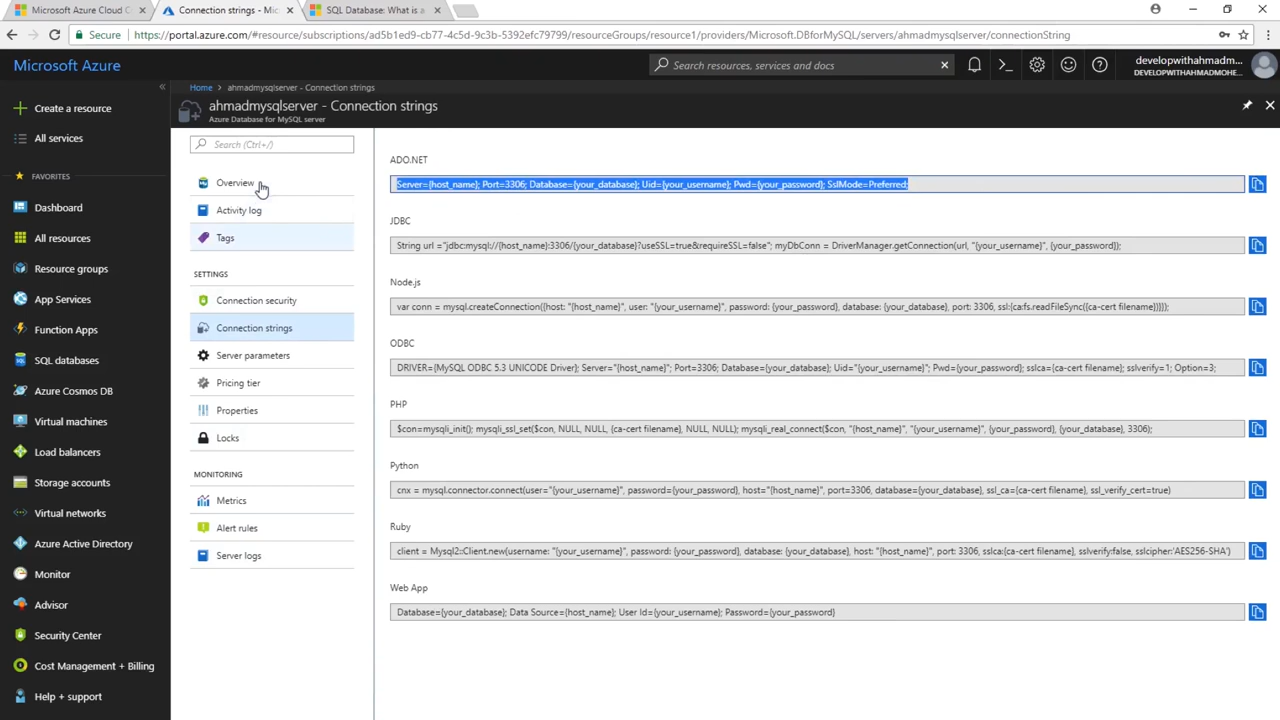 Microsoft Azure Cloud C
Connection strings - Mic
SQL Database: What is a
Secure
https://portal.azure.com/#resource/subscriptions/ad5b1ed9-cb77-4c5d-9c3b-5392efc79799/resourceGroups/resource1/providers/Microsoft.DBforMySQL/servers/ahmadmysqlserver/connectionString
Microsoft Azure
Search resources, services and docs
developwithahmadm...
DEVELOPWITHAHMADMOHE...
Home > ahmadmysqlserver - Connection strings
ahmadmysqlserver - Connection strings
Azure Database for MySQL server
Create a resource
All services
FAVORITES
Dashboard
All resources
Resource groups
App Services
Function Apps
SQL databases
Azure Cosmos DB
Virtual machines
Load balancers
Storage accounts
Virtual networks
Azure Active Directory
Monitor
Advisor
Security Center
Cost Management + Billing
Help + support
Search (Ctrl+/)
Overview
Activity log
Tags
SETTINGS
Connection security
Connection strings
Server parameters
Pricing tier
Properties
Locks
MONITORING
Metrics
Alert rules
Server logs
ADO.NET
Server={host_name}; Port=3306; Database={your_database}; Uid={your_username}; Pwd={your_password}; SslMode=Preferred;
JDBC
String url ="jdbc:mysql://{host_name}:3306/{your_database}?useSSL=true&requireSSL=false"; myDbConn = DriverManager.getConnection(url, "{your_username}", {your_password});
Node.js
var conn = mysql.createConnection({host: "{host_name}", user: "{your_username}", password: {your_password}, database: {your_database}, port: 3306, ssl:{ca:fs.readFileSync({ca-cert filename})}});
ODBC
DRIVER={MySQL ODBC 5.3 UNICODE Driver}; Server="{host_name}"; Port=3306; Database={your_database}; Uid="{your_username}"; Pwd={your_password}; sslca={ca-cert filename}; sslverify=1; Option=3;
PHP
$con=mysqli_init(); mysqli_ssl_set($con, NULL, NULL, {ca-cert filename}, NULL, NULL); mysqli_real_connect($con, "{host_name}", "{your_username}", {your_password}, {your_database}, 3306);
Python
cnx = mysql.connector.connect(user="{your_username}", password={your_password}, host="{host_name}", port=3306, database={your_database}, ssl_ca={ca-cert filename}, ssl_verify_cert=true)
Ruby
client = Mysql2::Client.new(username: "{your_username}", password: {your_password}, database: {your_database}, host: "{host_name}", port: 3306, sslca:{ca-cert filename}, sslverify:false, sslcipher:'AES256-SHA')
Web App
Database={your_database}; Data Source={host_name}; User Id={your_username}; Password={your_password}